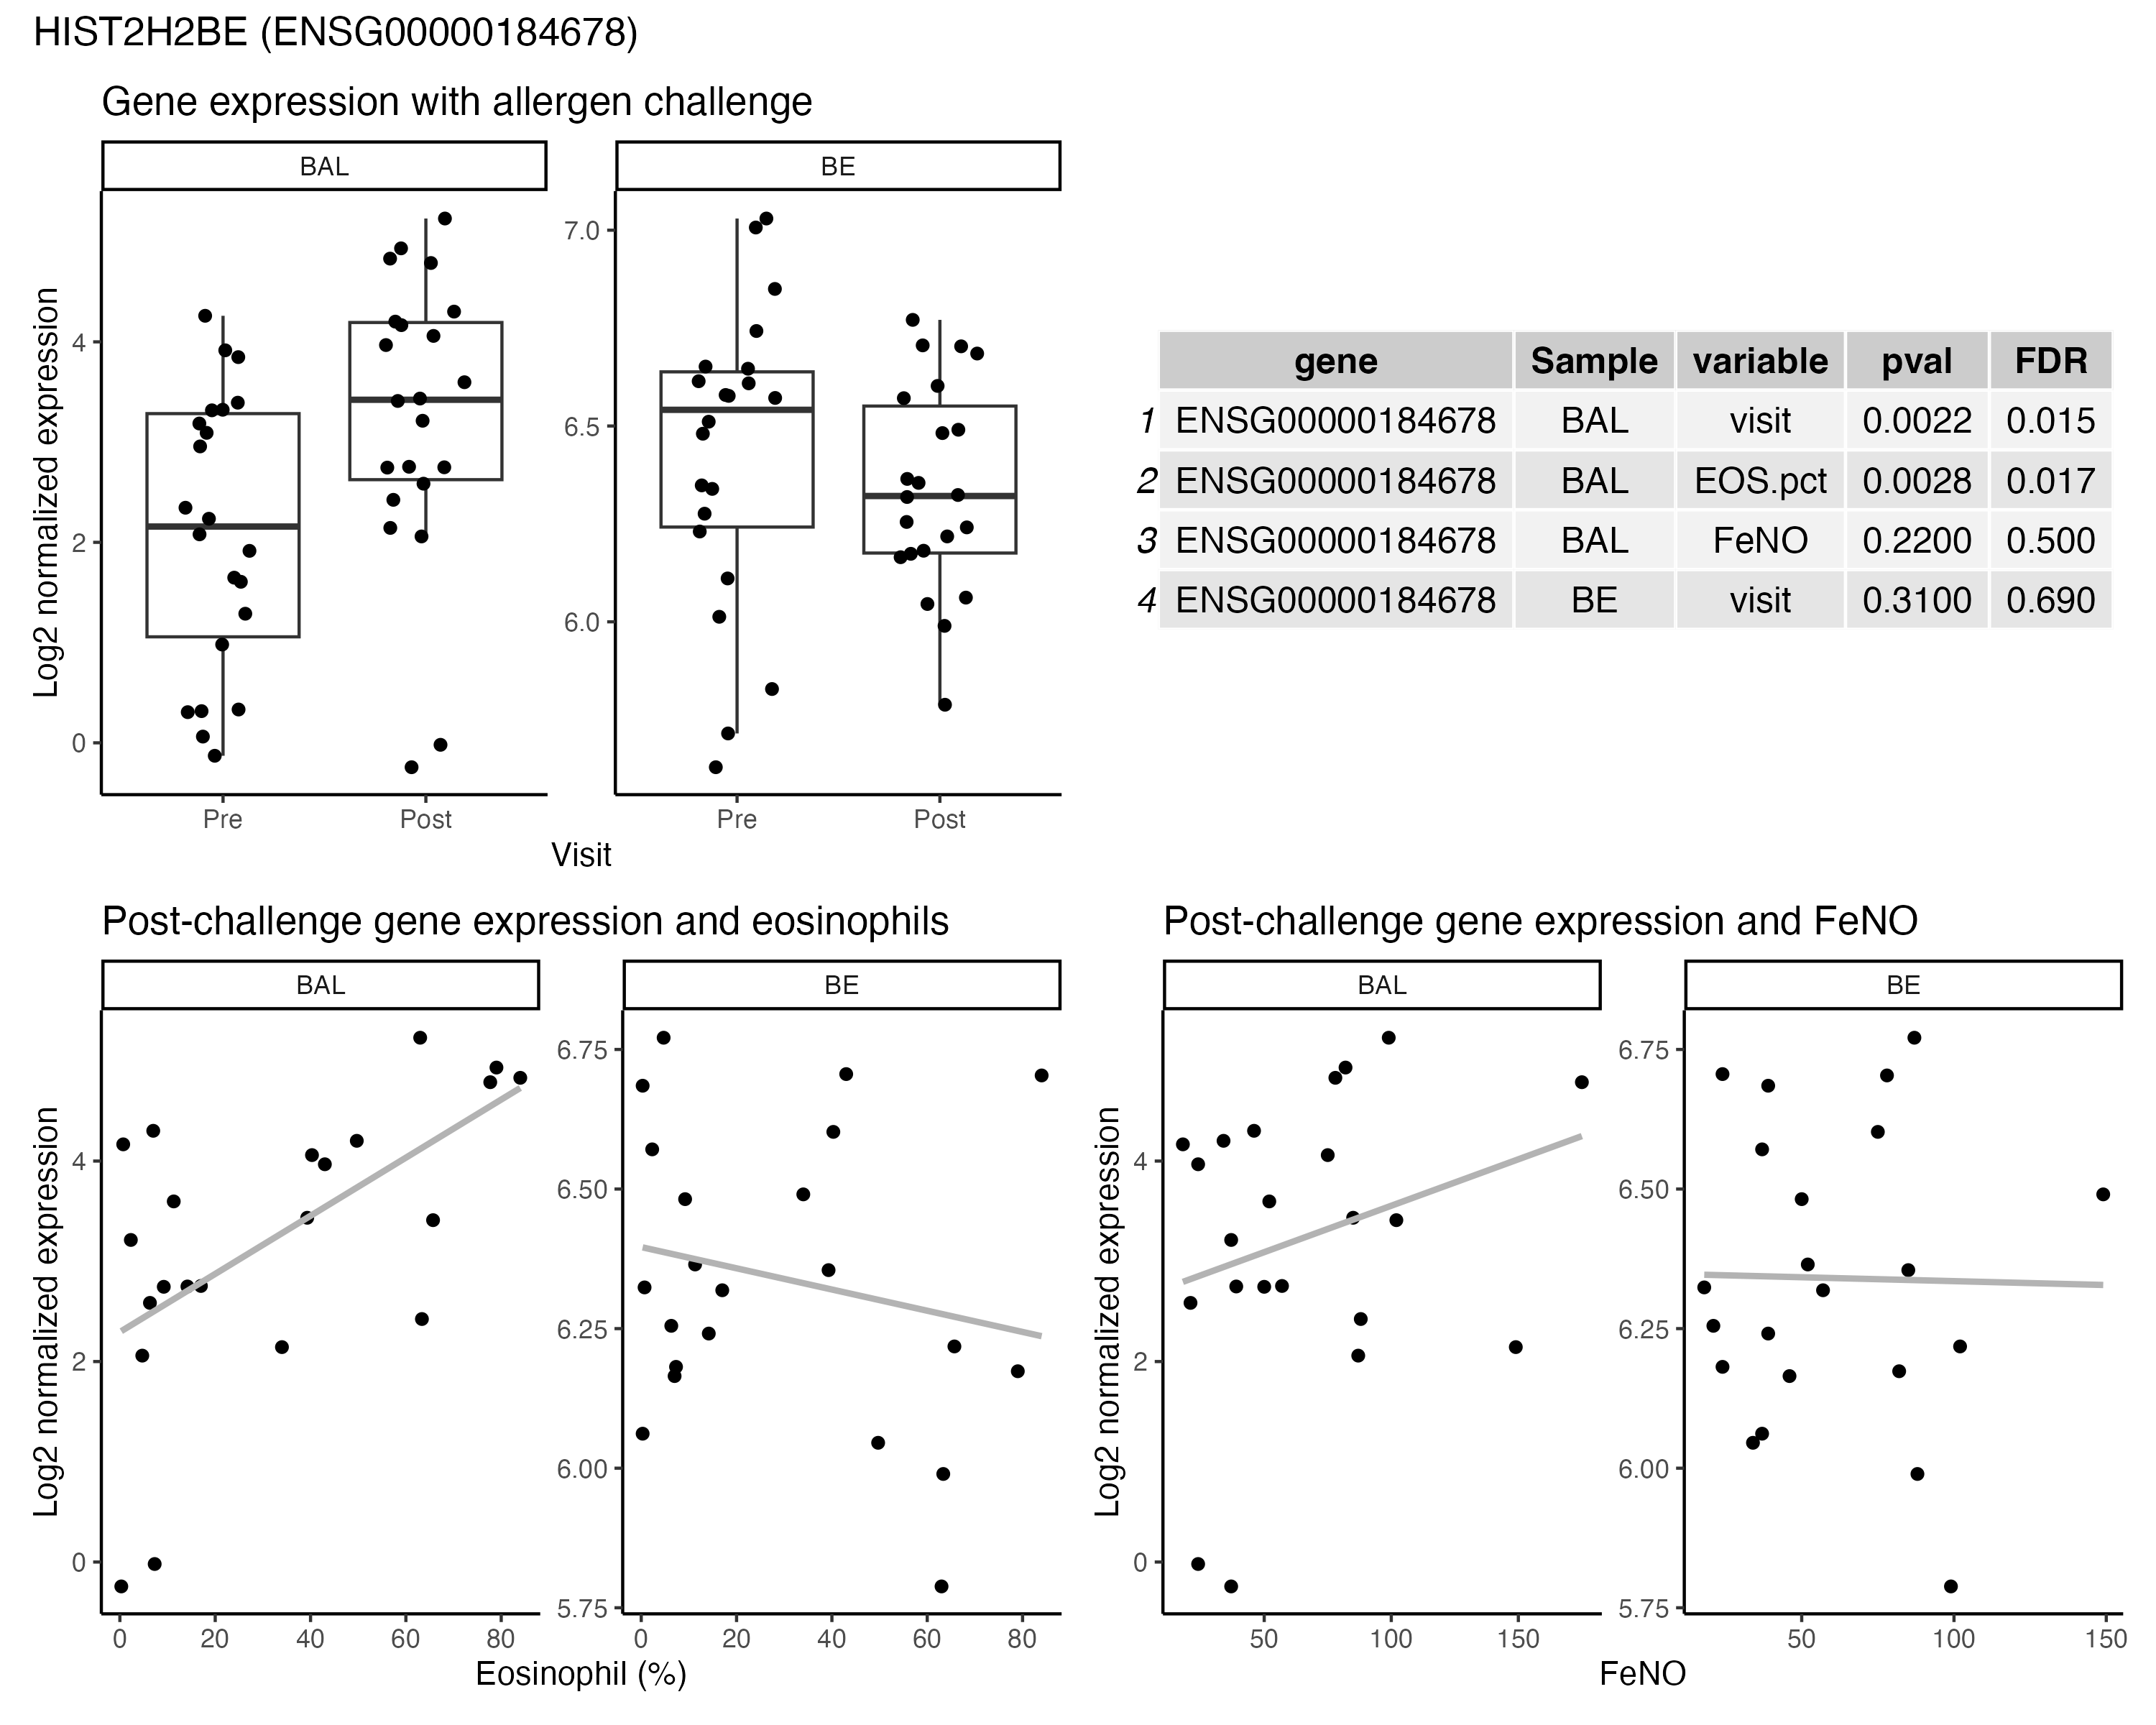 HIST2H2BE (ENSG00000184678)
Gene expression with allergen challenge
BAL
BE
Log2 normalized expression
4
2
0
7.0
6.5
6.0
Pre
Post
Pre
Post
Visit
gene Sample variable pval FDR
1 ENSG00000184678 BAL visit 0.0022 0.015
2 ENSG00000184678 BAL EOS.pct 0.0028 0.017
3 ENSG00000184678 BAL FeNO 0.2200 0.500
4 ENSG00000184678 BE visit 0.3100 0.690
Post-challenge gene expression and eosinophils
BAL
BE
Log2 normalized expression
4
2
0
6.75
6.50
6.25
6.00
5.75
0 20 40 60 80
0 20 40 60 80
Eosinophil (%)
Post-challenge gene expression and FeNO
BAL
BE
Log2 normalized expression
4
2
0
6.75
6.50
6.25
6.00
5.75
50 100 150
50 100 150
FeNO